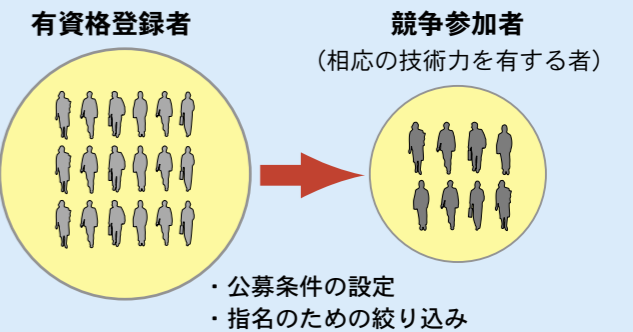 有資格登録者
競争参加者
（相応の技術力を有する者）
・公募条件の設定
・指名のための絞り込み